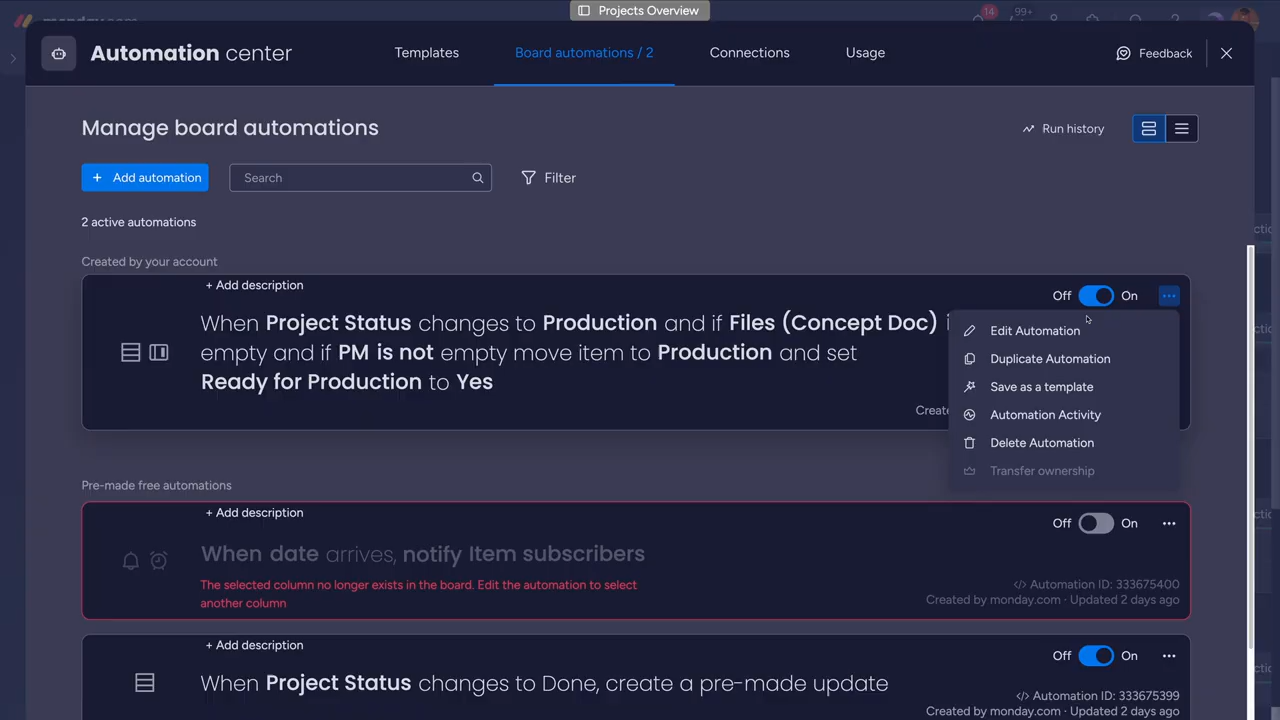 Projects Overview
monday.com
14
99+
Automation center
Templates
Board automations / 2
Connections
Usage
Feedback
Manage board automations
Run history
+ Add automation
Search
Filter
2 active automations
Created by your account
+ Add description
Off
On
When Project Status changes to Production and if Files (Concept Doc) i
empty and if PM is not empty move item to Production and set
Ready for Production to Yes
Create
Edit Automation
Duplicate Automation
Save as a template
Automation Activity
Delete Automation
Transfer ownership
Pre-made free automations
+ Add description
Off
On
When date arrives, notify Item subscribers
The selected column no longer exists in the board. Edit the automation to select
another column
</> Automation ID: 333675400
Created by monday.com · Updated 2 days ago
+ Add description
Off
On
When Project Status changes to Done, create a pre-made update
</> Automation ID: 333675399
Created by monday.com · Updated 2 days ago